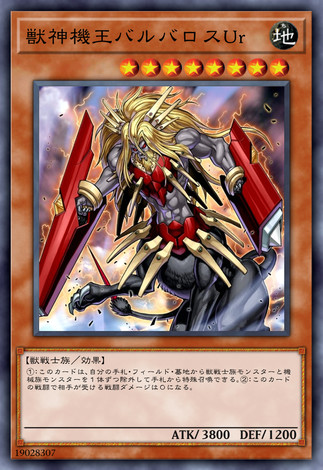 獣神機王バルバロスUr
地
【獣戦士族／効果】
①:このカードは、自分の手札・フィールド・墓地から獣戦士族モンスターと機
械族モンスターを１体ずつ除外して手札から特殊召喚できる。②:このカード
の戦闘で相手が受ける戦闘ダメージは０になる。
ATK/ 3800 DEF/1200
19028307